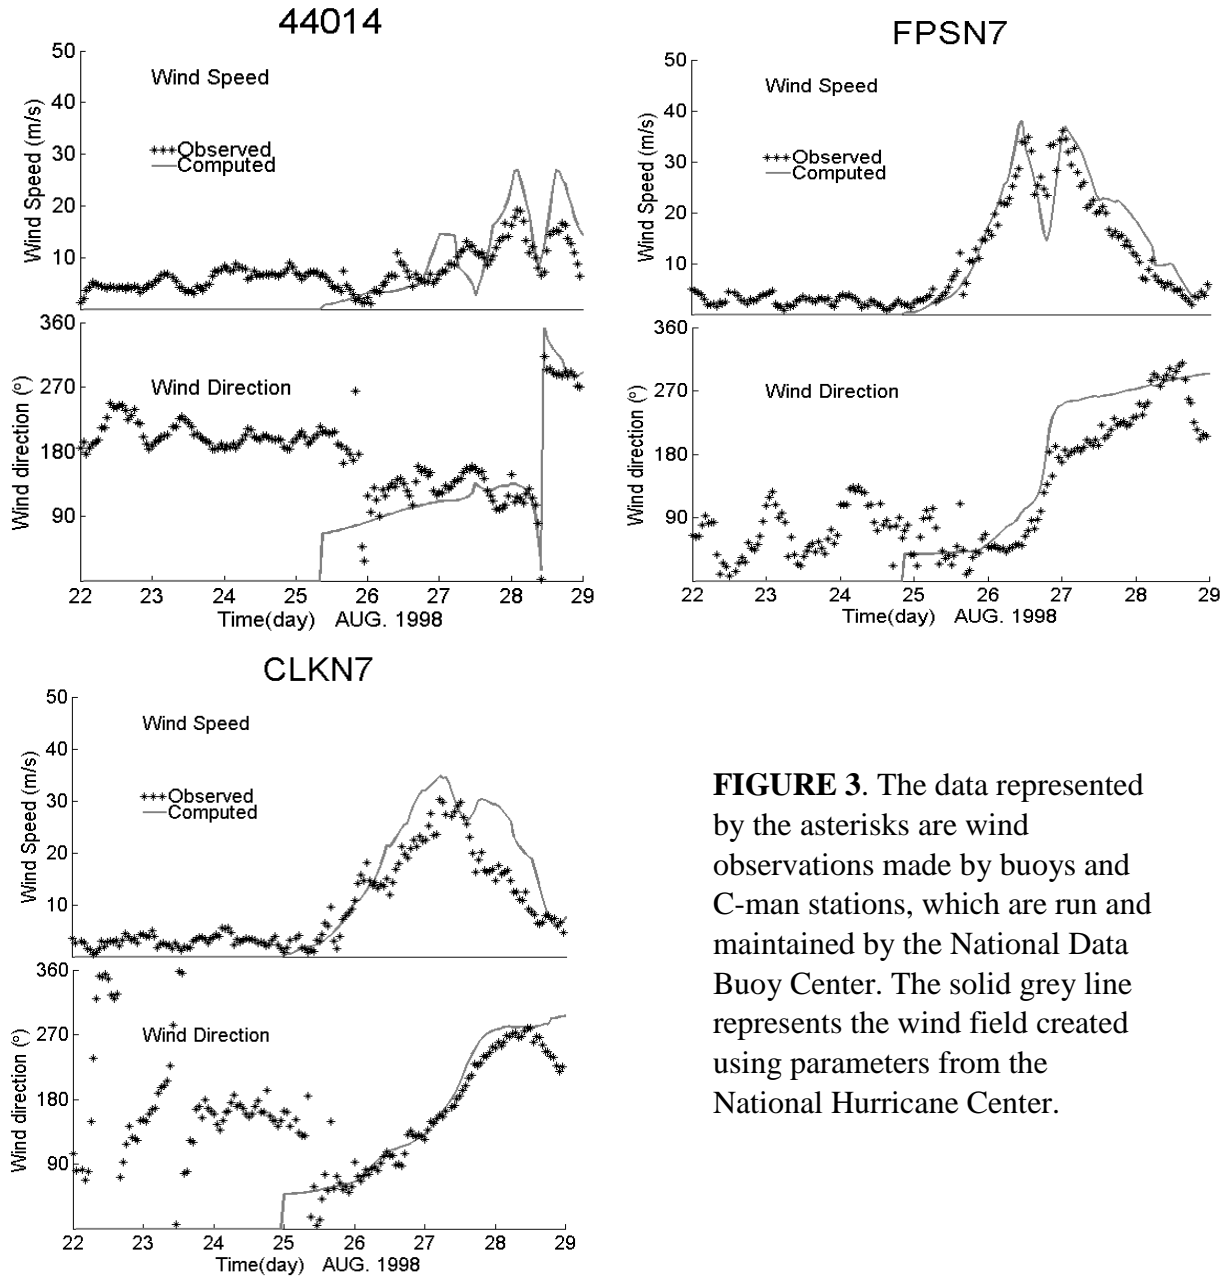 44014
50
40
30
20
10
Wind Speed (m/s)
Wind Speed
***Observed
Computed
360
270
180
90
Wind direction (°)
Wind Direction
22 23 24 25 26 27 28 29
Time(day) AUG. 1998
FPSN7
50
40
30
20
10
Wind Speed (m/s)
Wind Speed
***Observed
Computed
360
270
180
90
Wind direction (°)
Wind Direction
22 23 24 25 26 27 28 29
Time(day) AUG. 1998
CLKN7
50
40
30
20
10
Wind Speed (m/s)
Wind Speed
***Observed
Computed
360
270
180
90
Wind direction (°)
Wind Direction
22 23 24 25 26 27 28 29
Time(day) AUG. 1998
FIGURE 3. The data represented
by the asterisks are wind
observations made by buoys and
C-man stations, which are run and
maintained by the National Data
Buoy Center. The solid grey line
represents the wind field created
using parameters from the
National Hurricane Center.